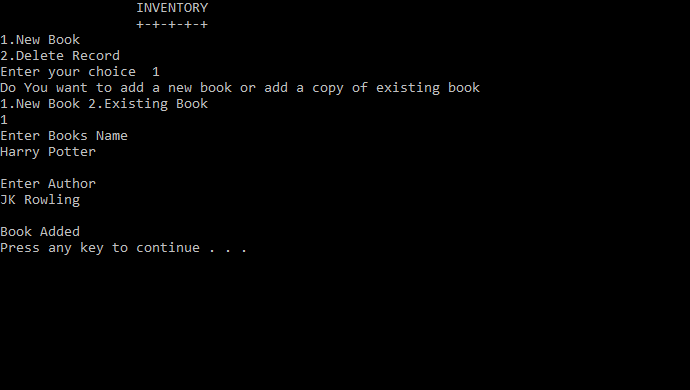 INVENTORY
+-+-+-+-+
1.New Book
2.Delete Record
Enter your choice  1
Do You want to add a new book or add a copy of existing book
1.New Book 2.Existing Book
1
Enter Books Name
Harry Potter
Enter Author
JK Rowling
Book Added
Press any key to continue . . .